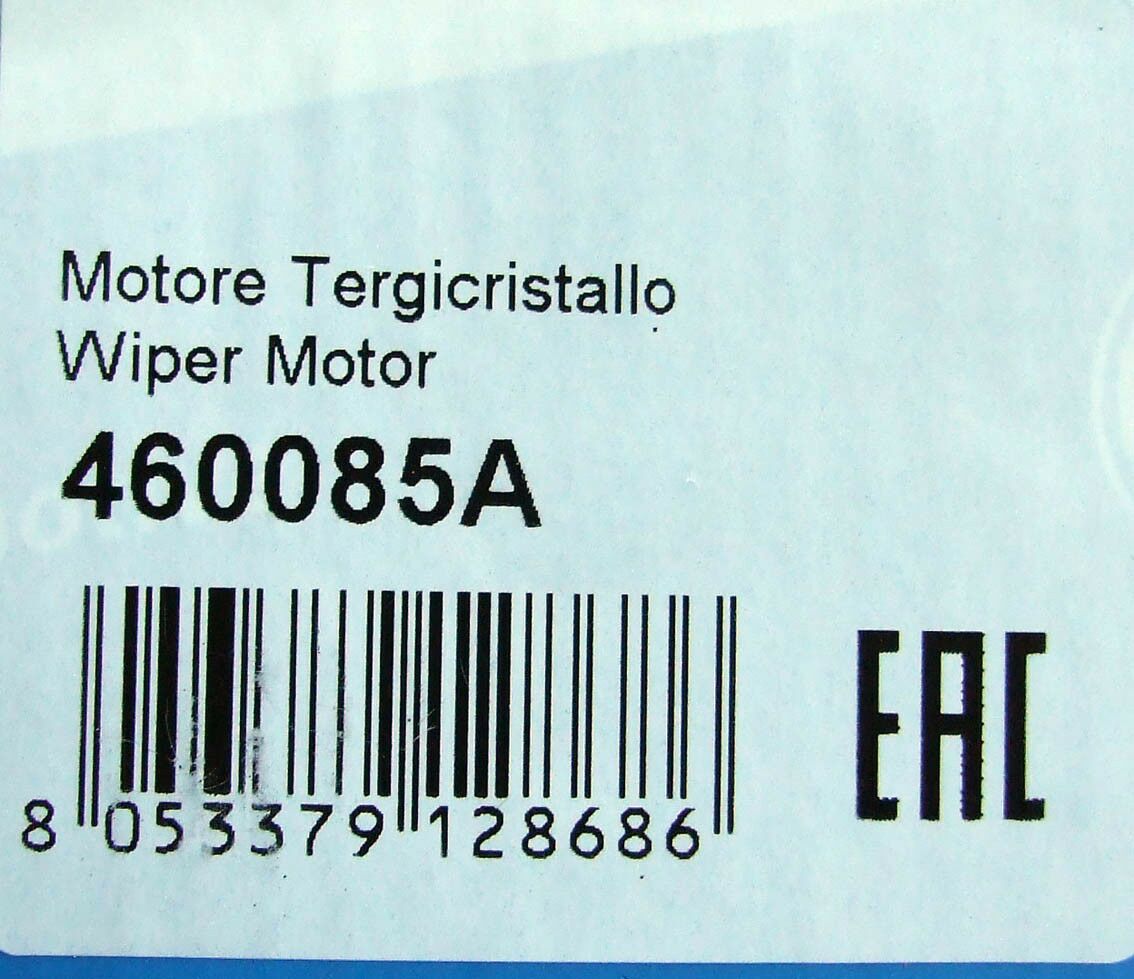 Motore Tergicristallo
Wiper Motor
460085A
8 053379 128686
EAC